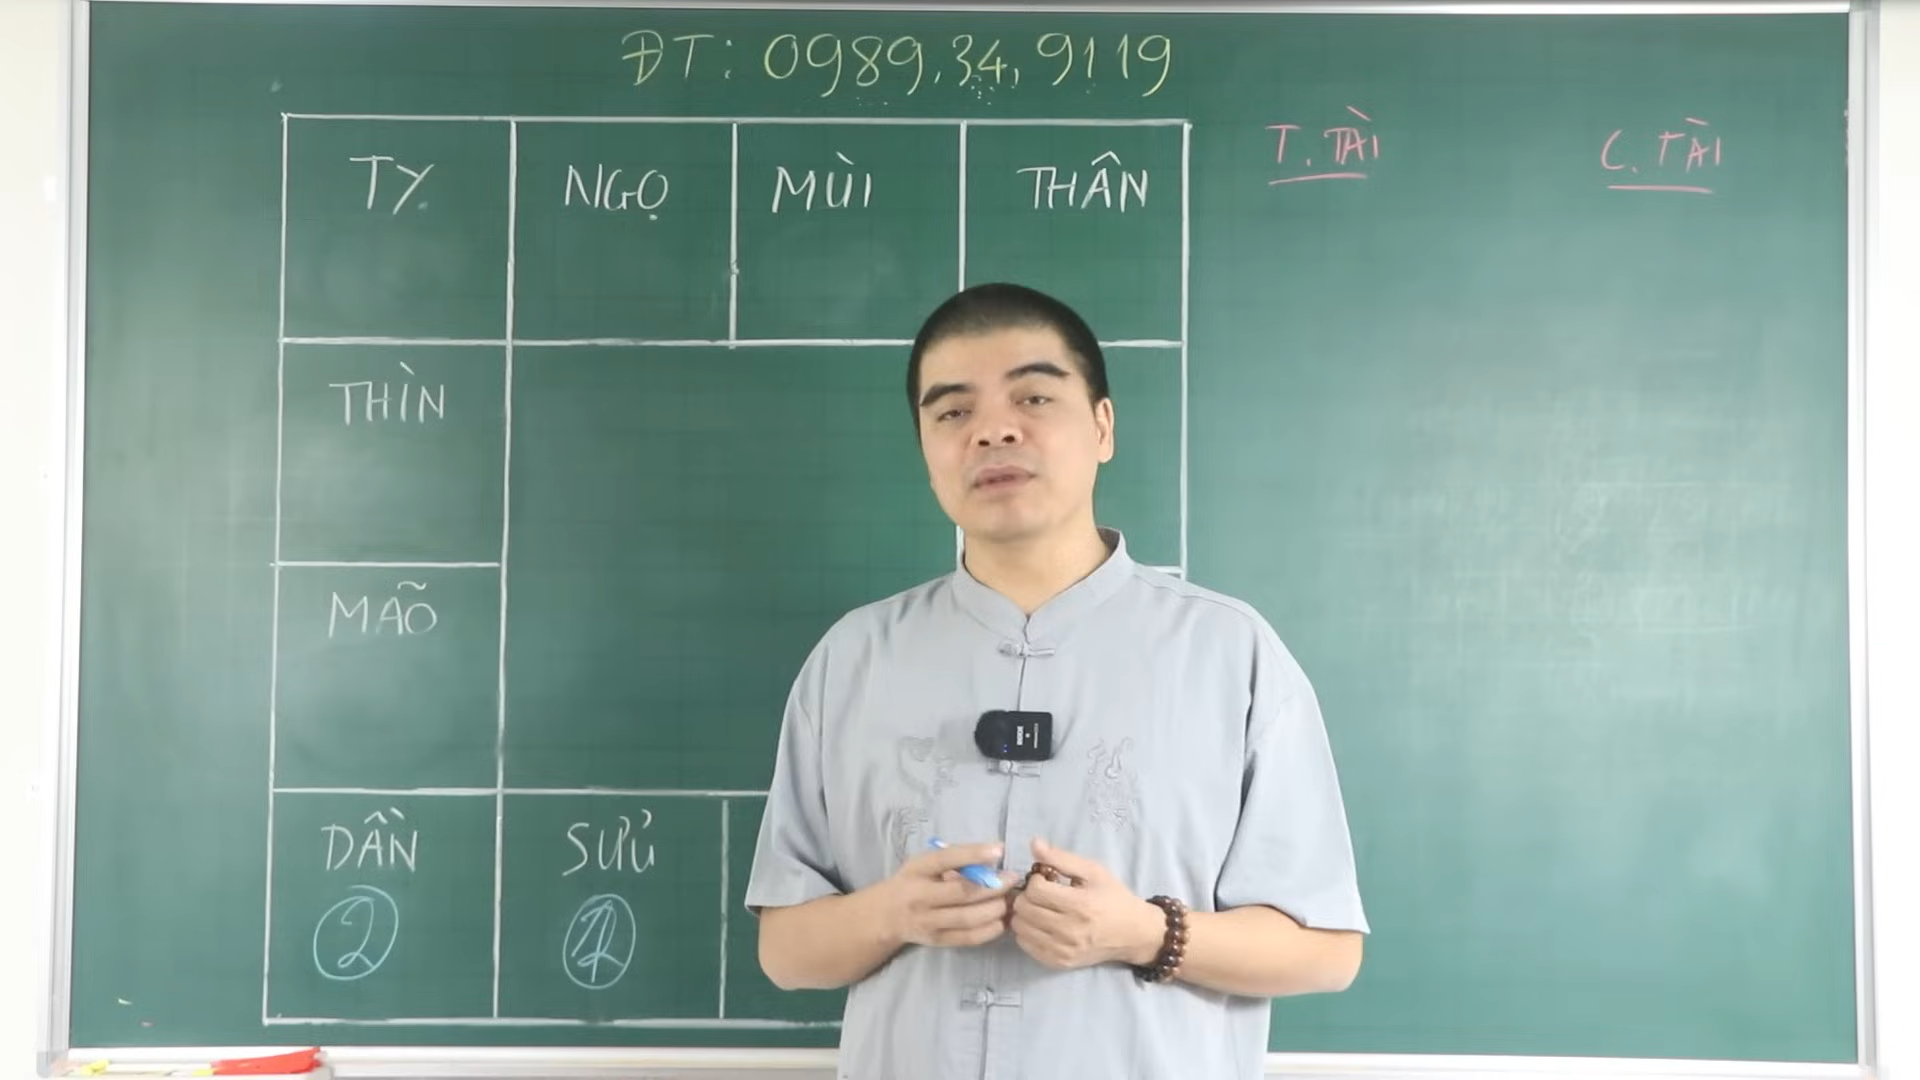 ĐT: 0989.34.9119
TỴ NGỌ MÙI THÂN
T. TÀI
C. TÀI
THÌN
MÃO
DẦN SỬU
2